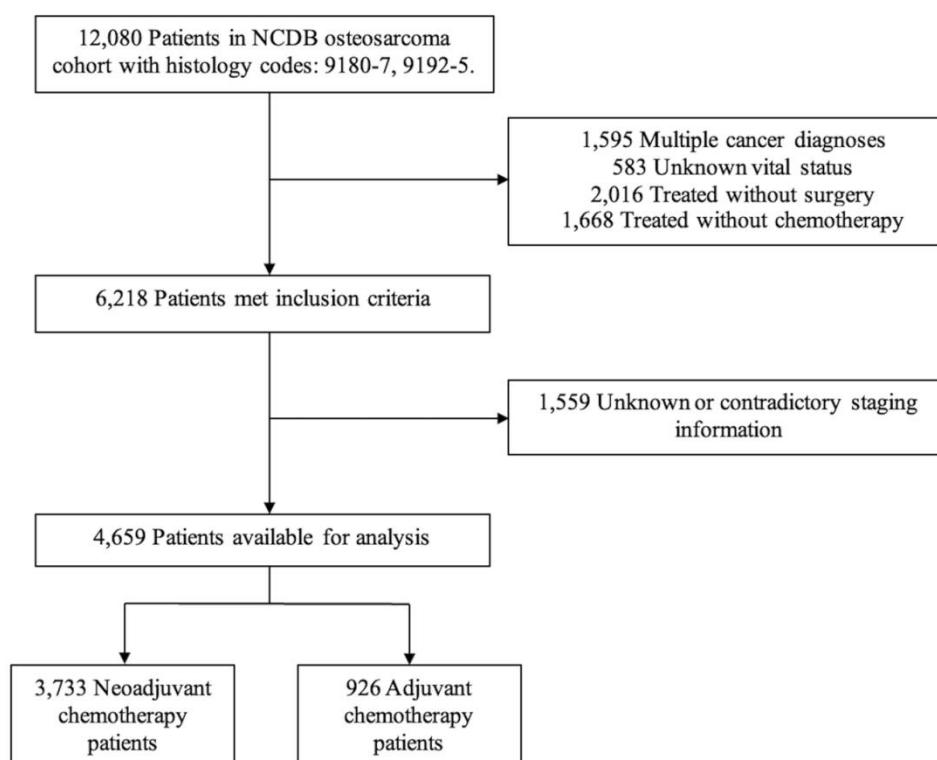 12,080 Patients in NCDB osteosarcoma
cohort with histology codes: 9180-7, 9192-5.
1,595 Multiple cancer diagnoses
583 Unknown vital status
2,016 Treated without surgery
1,668 Treated without chemotherapy
6,218 Patients met inclusion criteria
1,559 Unknown or contradictory staging
information
4,659 Patients available for analysis
3,733 Neoadjuvant
chemotherapy
patients
926 Adjuvant
chemotherapy
patients